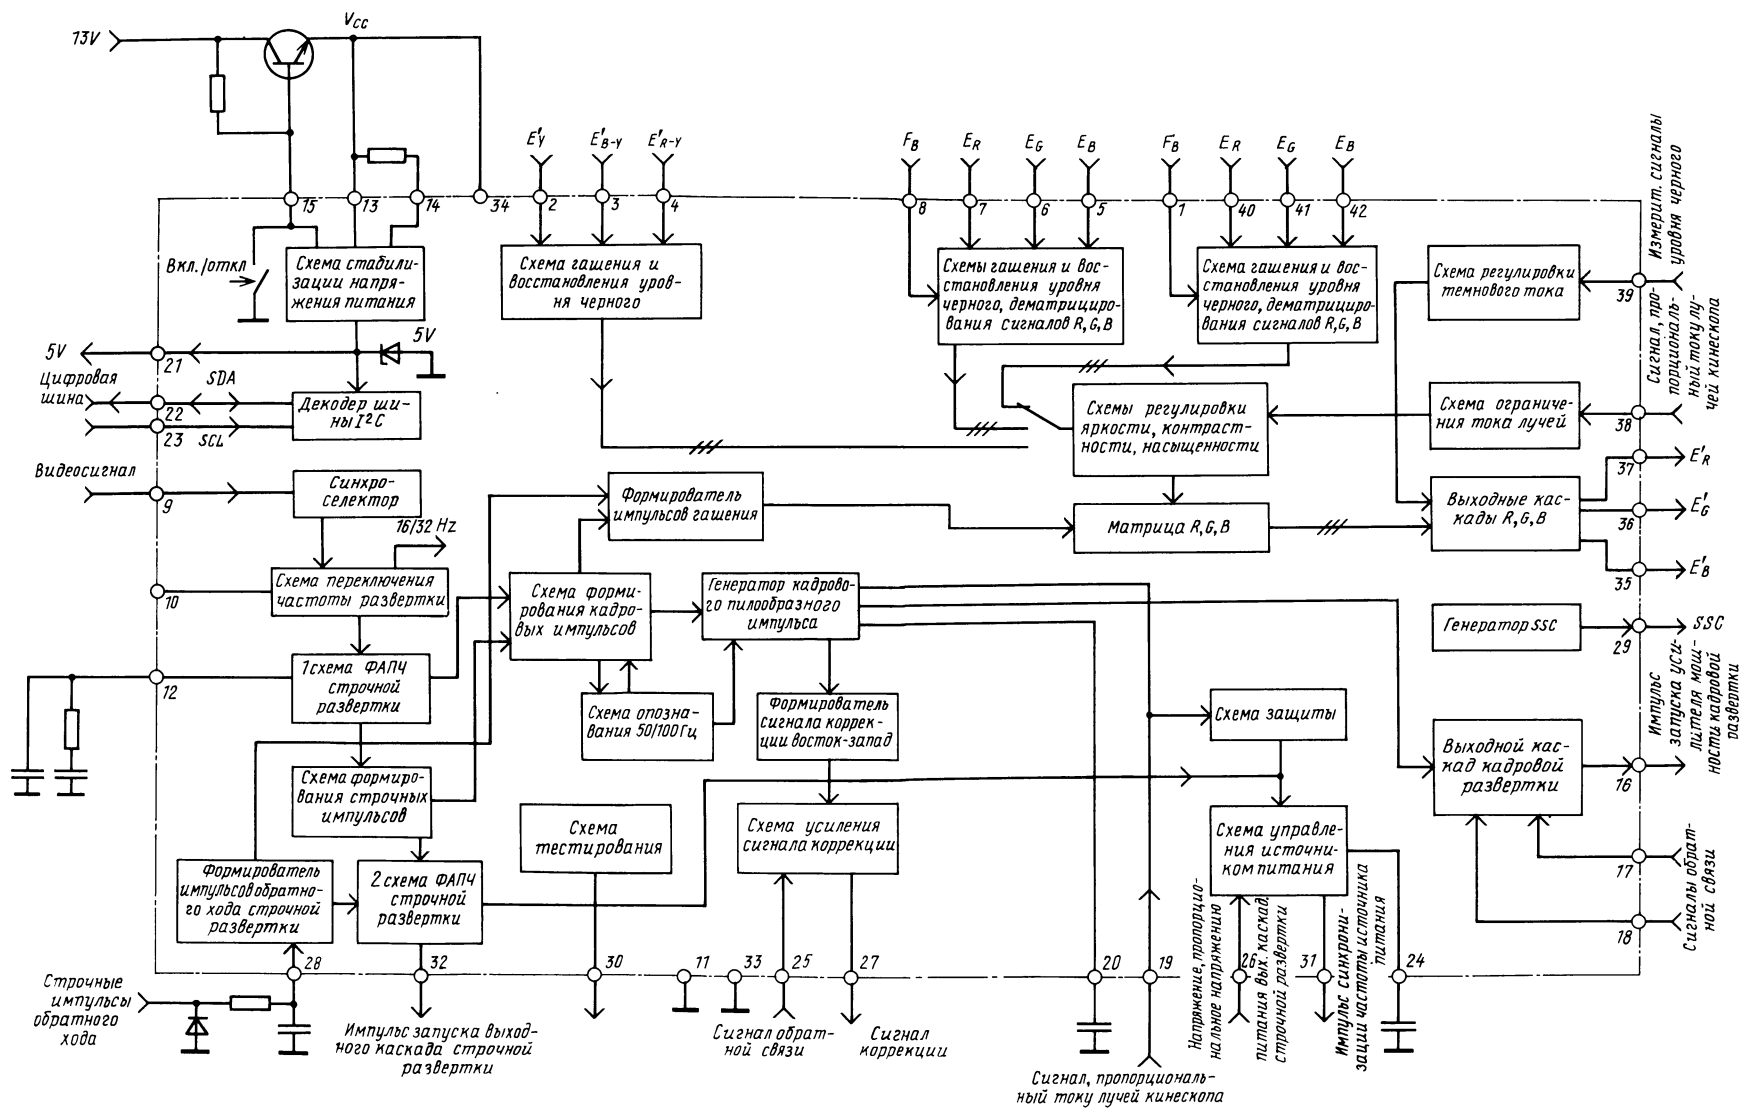 13V
Vcc
E'Y
E'B-Y
E'R-Y
FB
ER
EG
EB
FB
ER
EG
EB
15
13
14
34
2
3
4
8
7
6
5
1
40
41
42
Измерит. сигналы
уровня черного
Вкл./откл
Схема стабили-
зации напря-
жения питания
Схема гашения и
восстановления уров-
ня черного
Схемы гашения и вос-
становления уровня
черного, дематрициро-
вания сигналов R,G,B
Схема гашения и вос-
становления уровня
черного, дематрициро-
вания сигналов R,G,B
Схема регулировки
темнового тока
39
Сигнал, про-
порциональ-
ный току лу-
чей кинескопа
5V
5V
21
Цифровая
шина
SDA
22
23
SCL
Декодер ши-
ны I²C
Схемы регулировки
яркости, контраст-
ности, насыщенности
Схема ограниче-
ния тока лучей
38
Видеосигнал
9
Синхро-
селектор
16/32 Hz
Формирователь
импульсов гашения
Матрица R,G,B
Выходные кас-
кады R,G,B
37
E'R
36
E'G
35
E'B
10
Схема переключения
частоты развертки
Схема форми-
рования кадро-
вых импульсов
Генератор кадрово-
го пилообразного
импульса
Генератор SSC
29
SSC
12
1 схема ФАПЧ
строчной
развертки
Схема опозна-
вания 50/100 Гц
Формирователь
сигнала коррек-
ции восток-запад
Схема защиты
Выходной кас-
кад кадровой
развертки
16
Импульс
запуска уси-
лителя мощ-
ности кадровой
развертки
Схема формиро-
вания строчных
импульсов
Схема
тестирования
Схема усиления
сигнала коррекции
Схема управле-
ния источни-
ком питания
17
18
Сигналы обрат-
ной связи
Формирователь
импульсов обратно-
го хода строчной
развертки
2 схема ФАПЧ
строчной
развертки
28
32
30
11
33
25
27
20
19
26
31
24
Строчные
импульсы
обратного
хода
Импульс запуска выход-
ного каскада строчной
развертки
Сигнал обрат-
ной связи
Сигнал
коррекции
Сигнал, пропорциональ-
ный току лучей кинескопа
Напряжение, пропорцио-
нальное напряжению
питания вых. каскад.
строчной развертки
Импульс синхрони-
зации частоты источника
питания